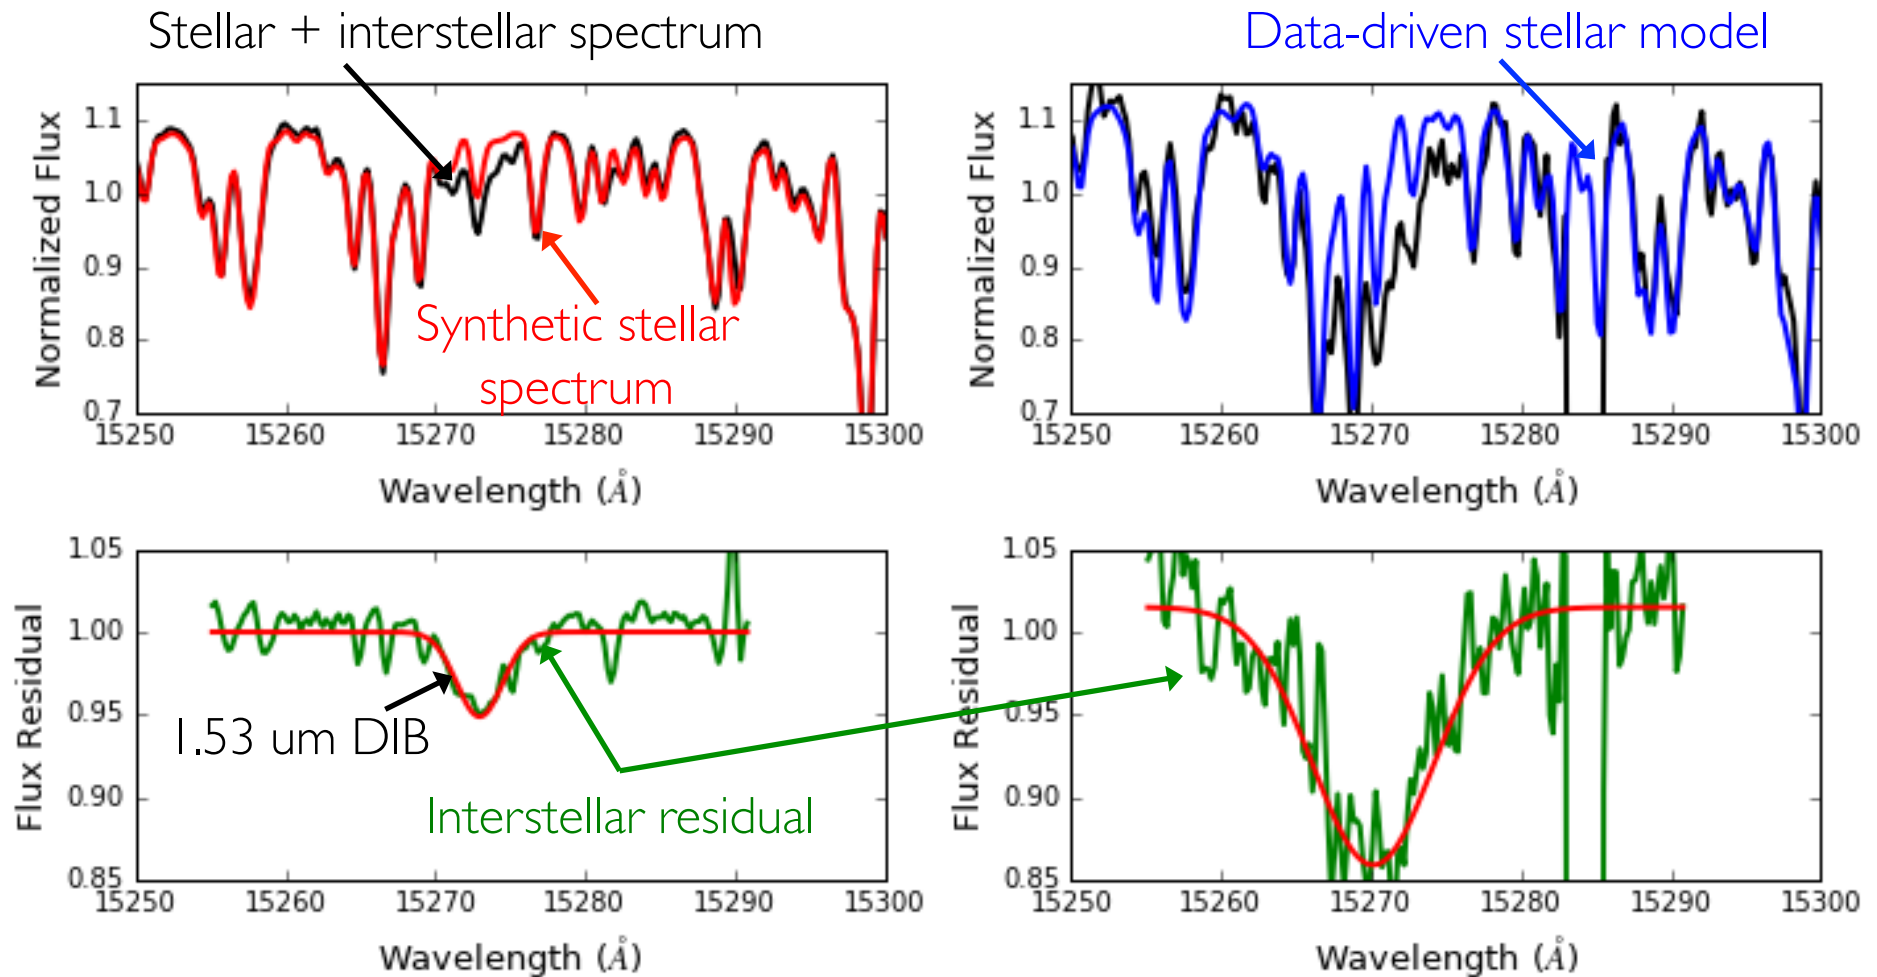 Stellar + interstellar spectrum
Data-driven stellar model
Normalized Flux
1.1
1.0
0.9
0.8
0.7
Synthetic stellar
spectrum
15250 15260 15270 15280 15290 15300
Wavelength (Å)
Normalized Flux
1.1
1.0
0.9
0.8
0.7
15250 15260 15270 15280 15290 15300
Wavelength (Å)
Flux Residual
1.05
1.00
0.95
0.90
0.85
1.53 um DIB
Interstellar residual
15250 15260 15270 15280 15290 15300
Wavelength (Å)
Flux Residual
1.05
1.00
0.95
0.90
0.85
15250 15260 15270 15280 15290 15300
Wavelength (Å)